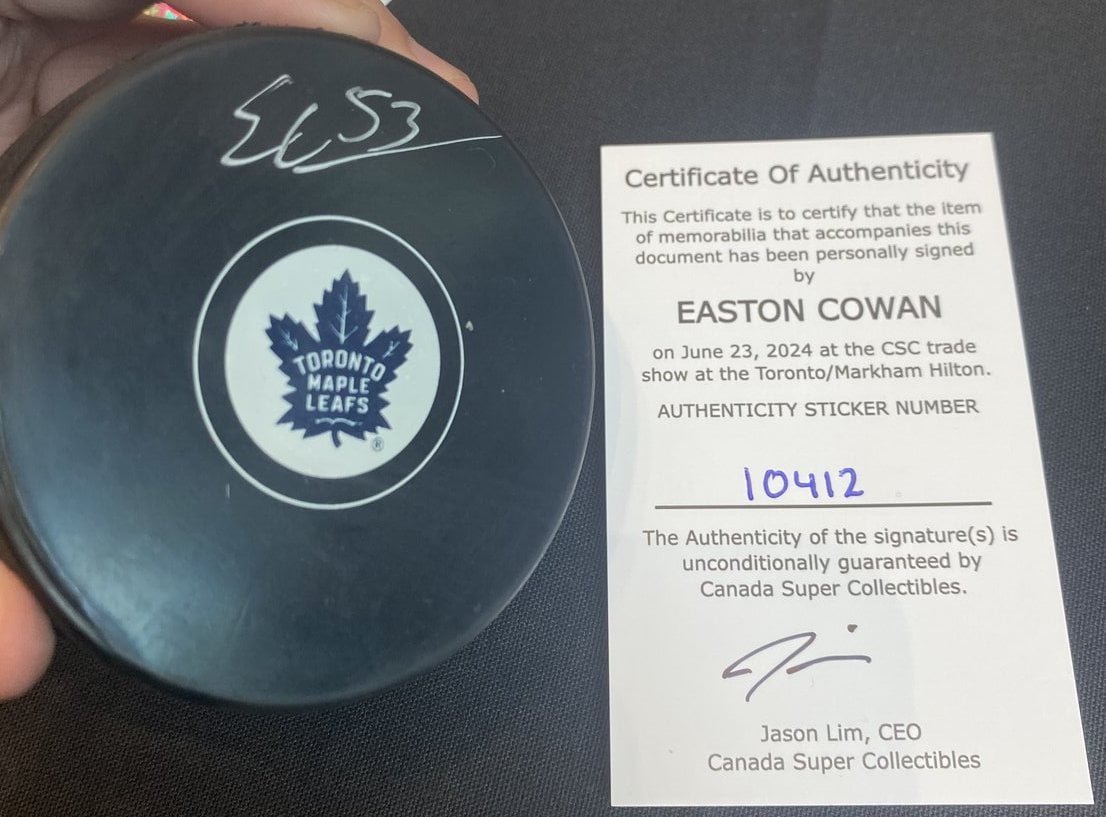 EC 53
TORONTO
MAPLE
LEAFS
®
Certificate Of Authenticity
This Certificate is to certify that the item
of memorabilia that accompanies this
document has been personally signed
by
EASTON COWAN
on June 23, 2024 at the CSC trade
show at the Toronto/Markham Hilton.
AUTHENTICITY STICKER NUMBER
10412
The Authenticity of the signature(s) is
unconditionally guaranteed by
Canada Super Collectibles.
Jason Lim, CEO
Canada Super Collectibles